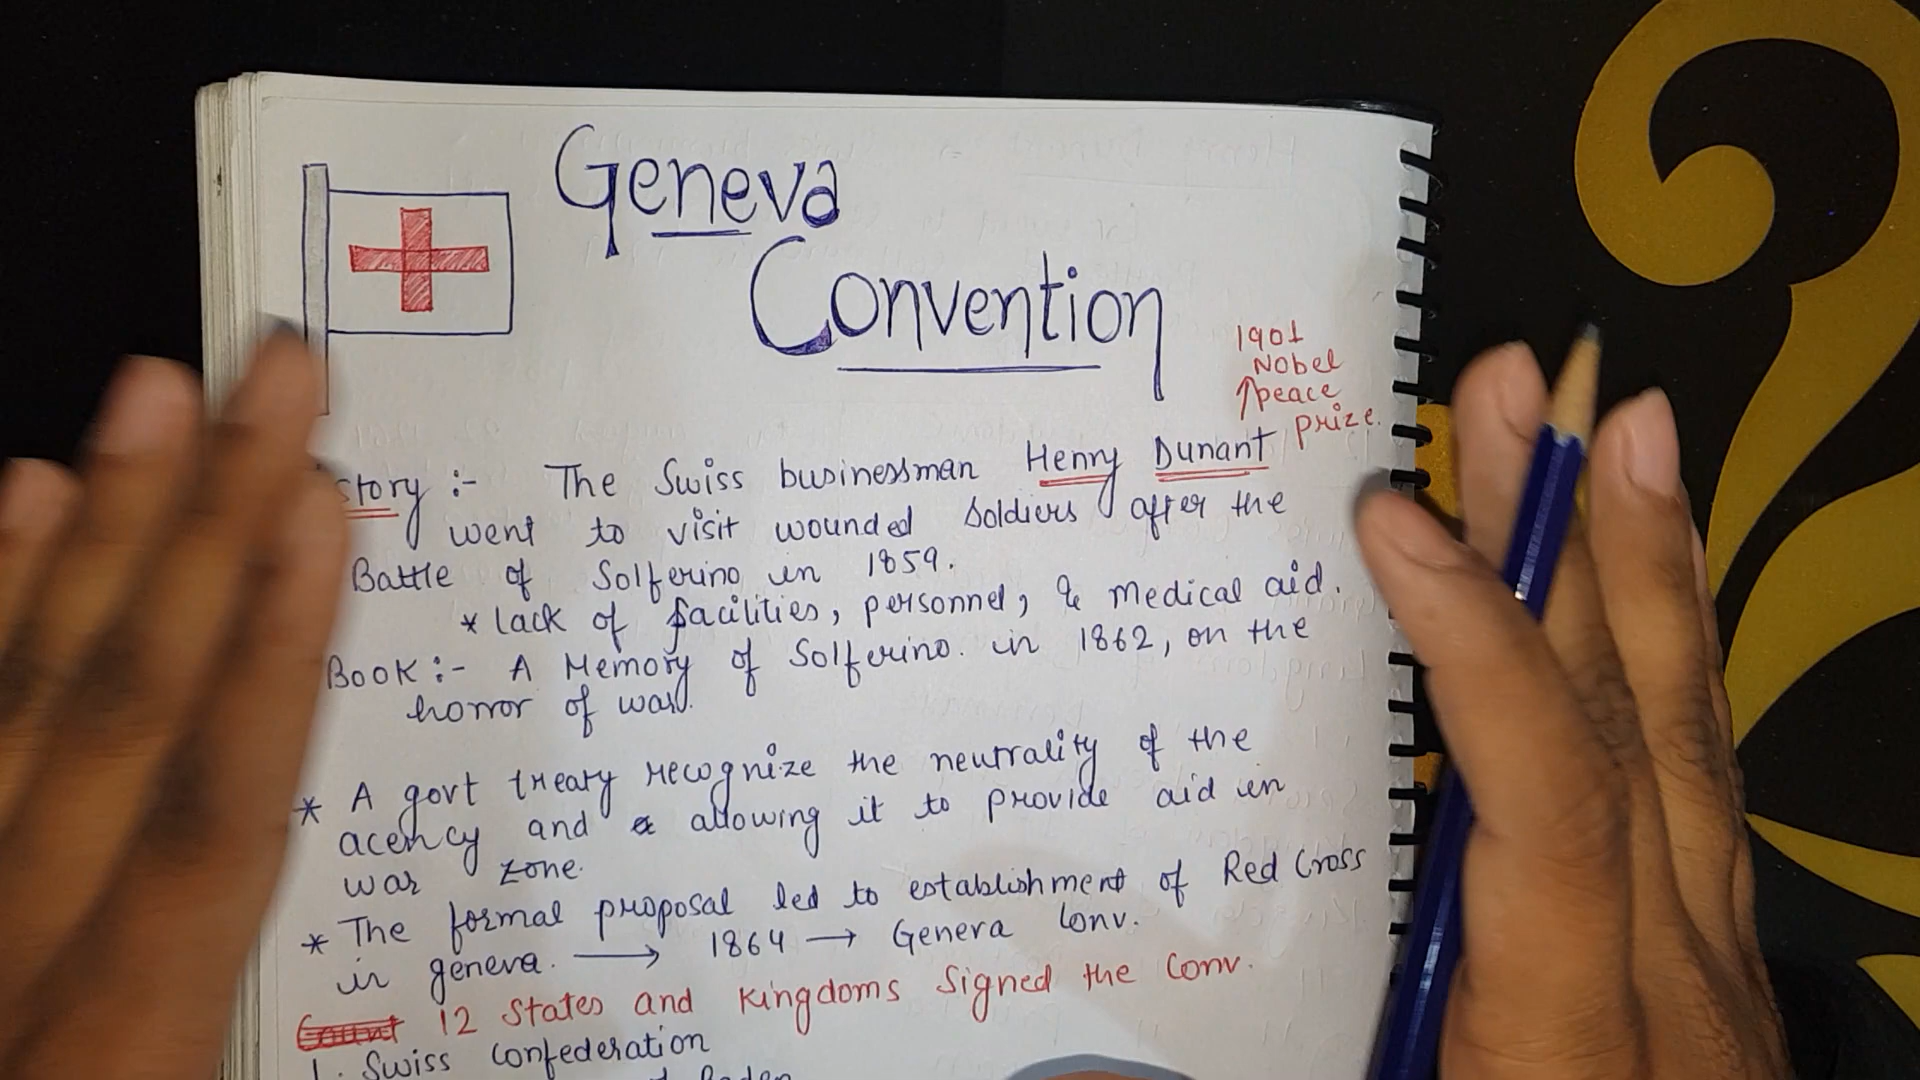 Geneva
Convention
1901
Nobel
↑peace
prize.
story :- The Swiss businessman Henry Dunant
went to visit wounded soldiers after the
Battle of Solferino in 1859.
* lack of facilities, personnel, & medical aid.
Book :- A Memory of Solferino. in 1862, on the
horror of war.
* A govt treaty recognize the neutrality of the
acency and allowing it to provide aid in
war zone.
* The formal proposal led to establishment of Red Cross
in geneva. → 1864 → Geneva Conv.
12 States and Kingdoms Signed the Conv.
1. Swiss Confederation
Baden